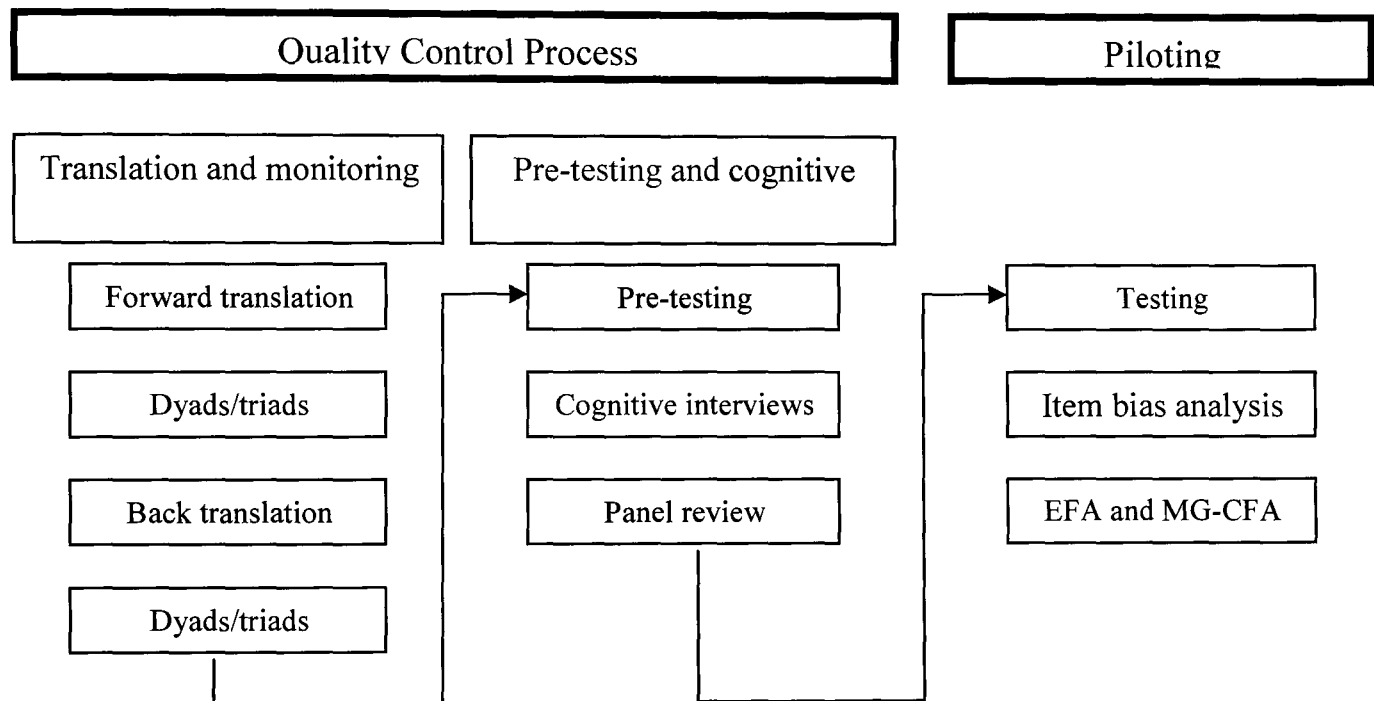 Quality Control Process
Piloting
Translation and monitoring
Pre-testing and cognitive
Forward translation
Dyads/triads
Back translation
Dyads/triads
Pre-testing
Cognitive interviews
Panel review
Testing
Item bias analysis
EFA and MG-CFA